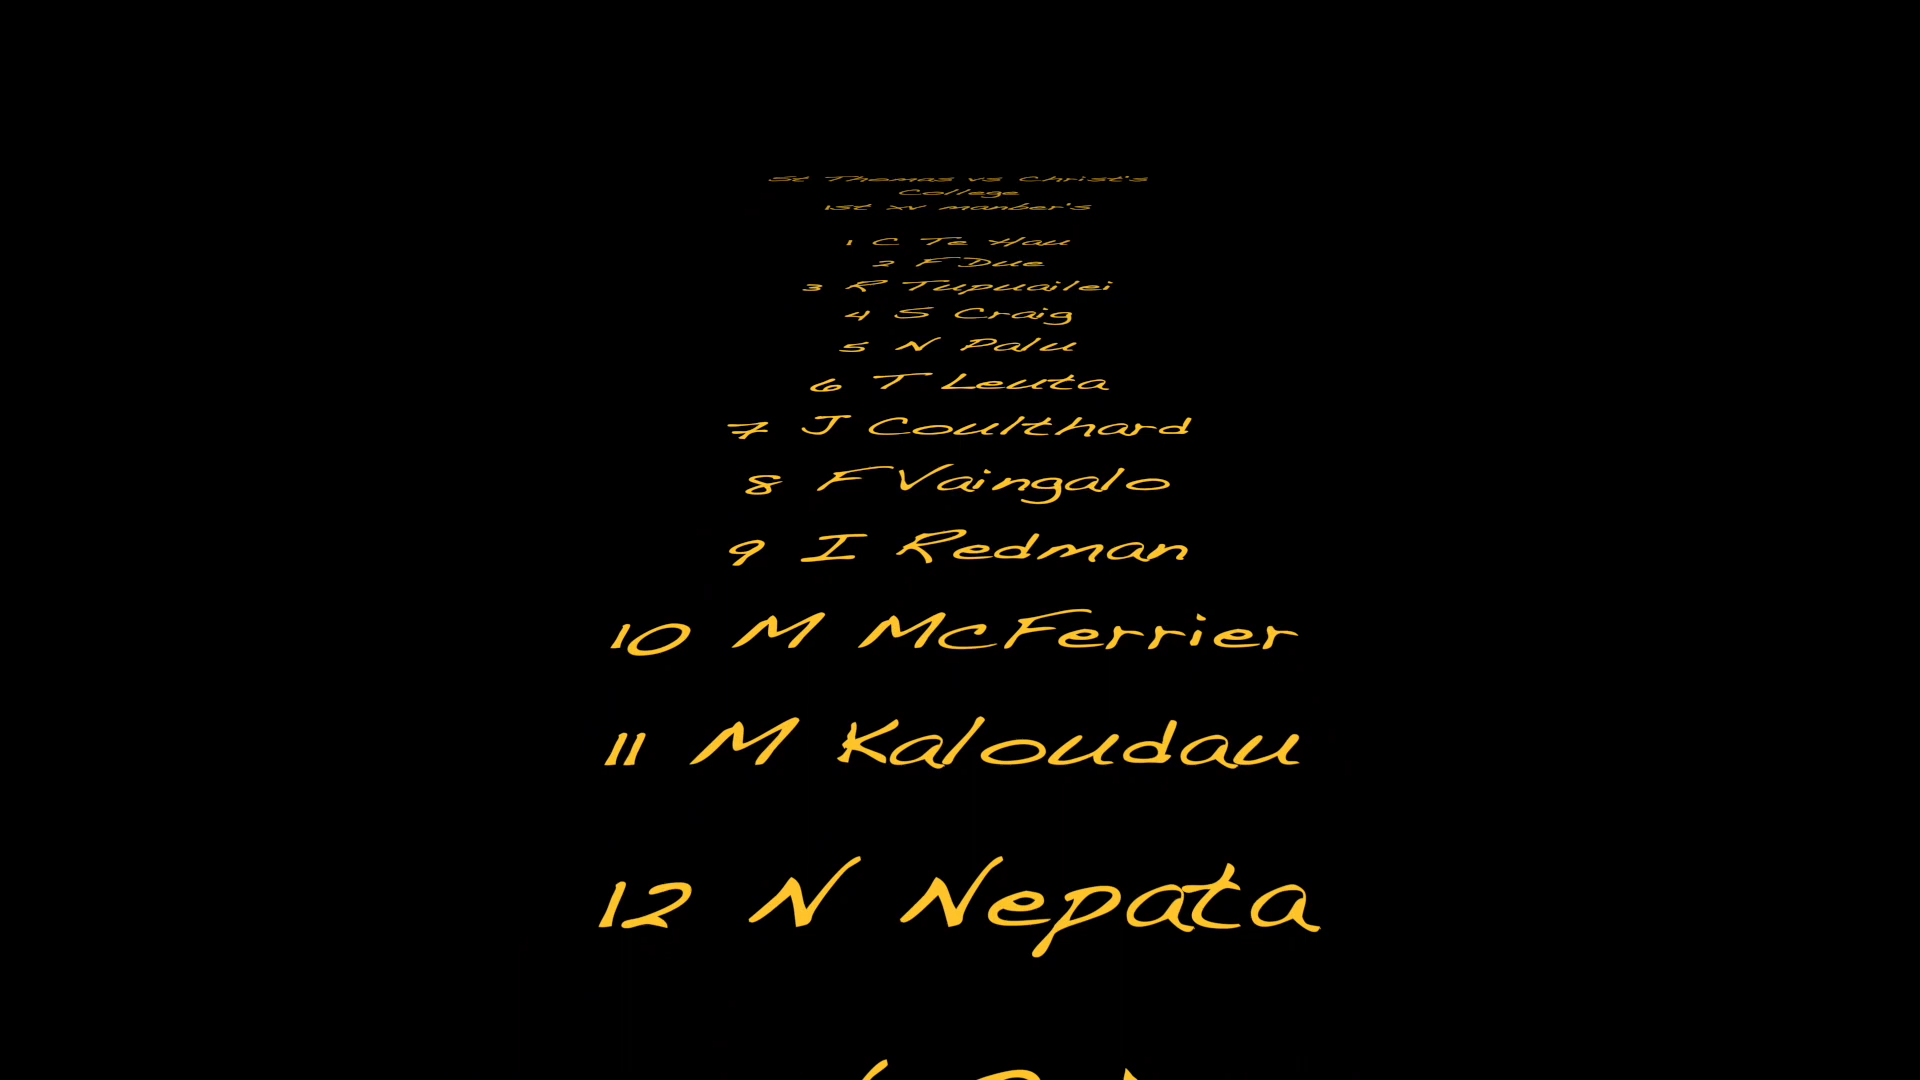 St Thomas vs Christ's
College
1st XV manber's
1 C Te Hau
2 F Due
3 R Tupuailei
4 S Craig
5 N Palu
6 T Leuta
7 J Coulthard
8 F Vaingalo
9 I Redman
10 M McFerrier
11 M Kaloudau
12 N Nepata